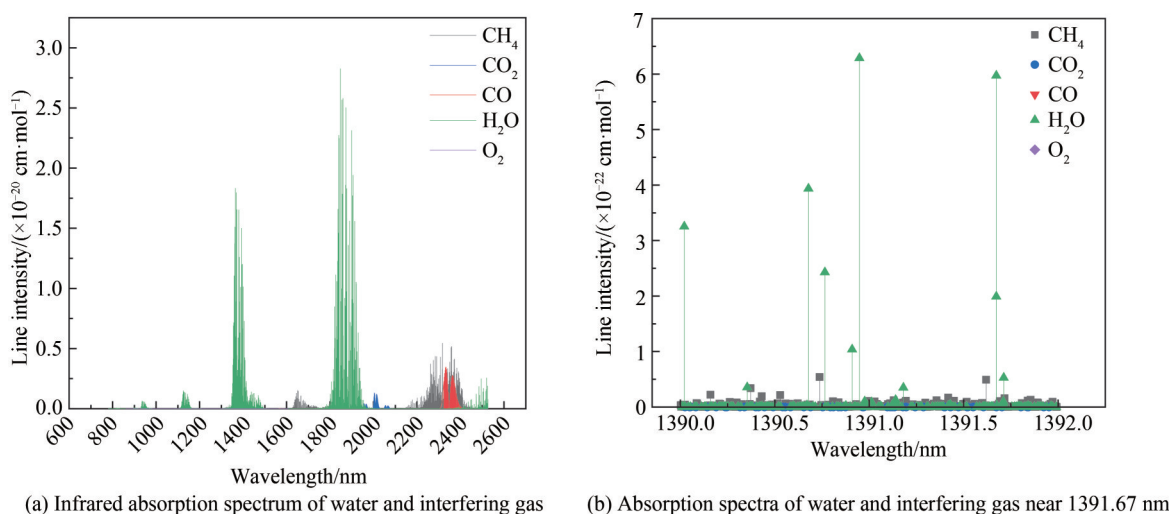 3.0
2.5
2.0
1.5
1.0
0.5
0.0
Line intensity/(×10⁻²⁰ cm·mol⁻¹)
CH₄
CO₂
CO
H₂O
O₂
600 800 1000 1200 1400 1600 1800 2000 2200 2400 2600
Wavelength/nm
(a) Infrared absorption spectrum of water and interfering gas
7
6
5
4
3
2
1
0
Line intensity/(×10⁻²² cm·mol⁻¹)
CH₄
CO₂
CO
H₂O
O₂
1390.0 1390.5 1391.0 1391.5 1392.0
Wavelength/nm
(b) Absorption spectra of water and interfering gas near 1391.67 nm